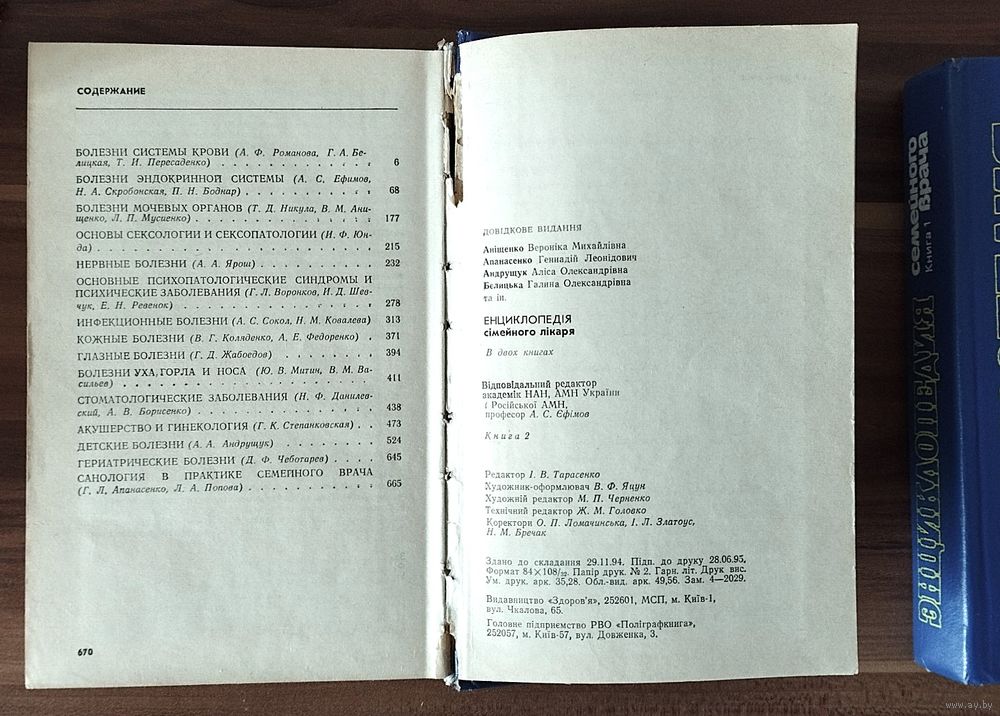 СОДЕРЖАНИЕ
БОЛЕЗНИ СИСТЕМЫ КРОВИ (А. Ф. Романова, Г. А. Бе-
лицкая, Т. И. Пересаденко) . . . . . . . . . . . 6
БОЛЕЗНИ ЭНДОКРИННОЙ СИСТЕМЫ (А. С. Ефимов,
Н. А. Скробонская, П. Н. Боднар) . . . . . . . . . 68
БОЛЕЗНИ МОЧЕВЫХ ОРГАНОВ (Т. Д. Никула, В. М. Ани-
щенко, Л. П. Мусиенко) . . . . . . . . . . . . 177
ОСНОВЫ СЕКСОЛОГИИ И СЕКСОПАТОЛОГИИ (И. Ф. Юн-
да) . . . . . . . . . . . . . . . . . . . 215
НЕРВНЫЕ БОЛЕЗНИ (А. А. Ярош) . . . . . . . . . 232
ОСНОВНЫЕ ПСИХОПАТОЛОГИЧЕСКИЕ СИНДРОМЫ И
ПСИХИЧЕСКИЕ ЗАБОЛЕВАНИЯ (Г. Л. Воронков, И. Д. Шев-
чук, Е. Н. Ревенок) . . . . . . . . . . . . . 278
ИНФЕКЦИОННЫЕ БОЛЕЗНИ (А. С. Сокол, Н. М. Ковалева) 313
КОЖНЫЕ БОЛЕЗНИ (В. Г. Коляденко, А. Е. Федоренко) . 371
ГЛАЗНЫЕ БОЛЕЗНИ (Г. Д. Жабоедов) . . . . . . . 394
БОЛЕЗНИ УХА, ГОРЛА И НОСА (Ю. В. Митин, В. М. Ва-
сильев) . . . . . . . . . . . . . . . . . 411
СТОМАТОЛОГИЧЕСКИЕ ЗАБОЛЕВАНИЯ (Н. Ф. Данилев-
ский, А. В. Борисенко) . . . . . . . . . . . . 438
АКУШЕРСТВО И ГИНЕКОЛОГИЯ (Г. К. Степанковская) . . 473
ДЕТСКИЕ БОЛЕЗНИ (А. А. Андрущук) . . . . . . . 524
ГЕРИАТРИЧЕСКИЕ БОЛЕЗНИ (Д. Ф. Чеботарев) . . . . 645
САНОЛОГИЯ В ПРАКТИКЕ СЕМЕЙНОГО ВРАЧА
(Г. Л. Апанасенко, Л. А. Попова) . . . . . . . . . 665
670
ДОВІДКОВЕ ВИДАННЯ
Аніщенко Вероніка Михайлівна
Апанасенко Геннадій Леонідович
Андрущук Аліса Олександрівна
Бєлицька Галина Олександрівна
та ін.
ЕНЦИКЛОПЕДІЯ
сімейного лікаря
В двох книгах
Відповідальний редактор
академік НАН, АМН України
і Російської АМН,
професор А. С. Єфімов
Книга 2
Редактор І. В. Тарасенко
Художник-оформлювач В. Ф. Яцун
Художній редактор М. П. Черненко
Технічний редактор Ж. М. Головко
Коректори О. П. Ломачинська, І. Л. Златоус,
Н. М. Бречак
Здано до складання 29.11.94. Підп. до друку 28.06.95.
Формат 84×108/32. Папір друк. № 2. Гарн. літ. Друк вис.
Ум. друк. арк. 35,28. Обл.-вид. арк. 49,56. Зам. 4—2029.
Видавництво «Здоров'я», 252601, МСП, м. Київ-1,
вул. Чкалова, 65.
Головне підприємство РВО «Поліграфкнига»,
252057, м. Київ-57, вул. Довженка, 3.
семейного
врача
Книга 1
www.ay.by